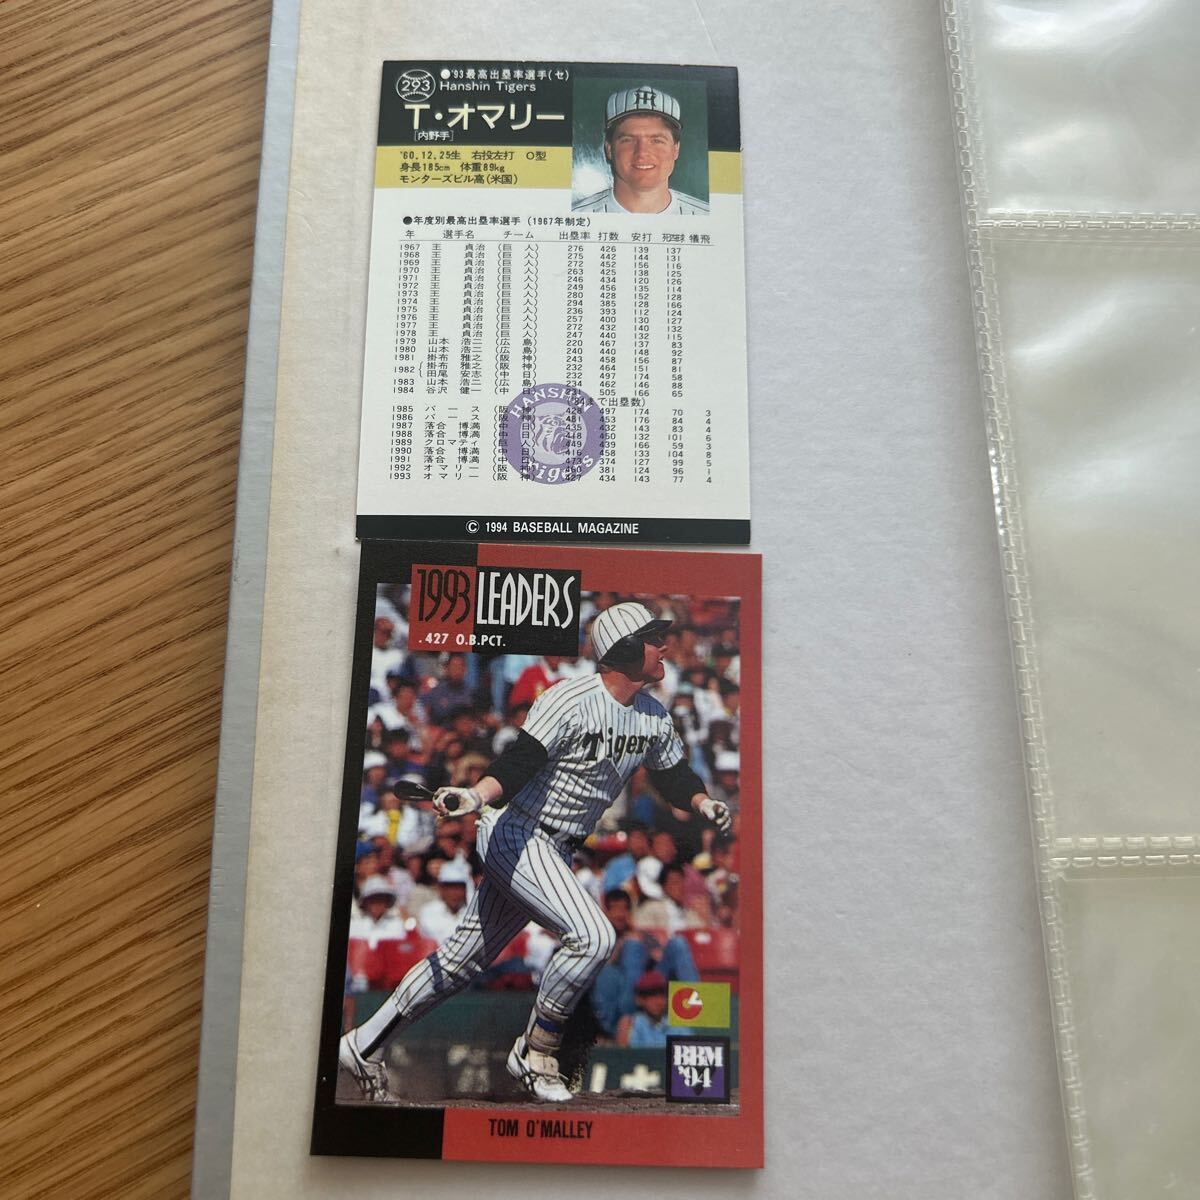 293
●'93最高出塁率選手(セ)
Hanshin Tigers
T・オマリー
[内野手]
'60.12.25生 右投左打 O型
身長185cm 体重89kg
モンターズビル高(米国)
●年度別最高出塁率選手(1967年制定)
年 選手名 チーム 出塁率 打数 安打 死四球 犠飛
1967 王 貞治 (巨人) 276 426 139 137
1968 王 貞治 (巨人) 275 442 144 131
1969 王 貞治 (巨人) 272 452 156 116
1970 王 貞治 (巨人) 263 425 138 125
1971 王 貞治 (巨人) 246 434 120 126
1972 王 貞治 (巨人) 249 456 135 114
1973 王 貞治 (巨人) 280 428 152 128
1974 王 貞治 (巨人) 294 385 128 166
1975 王 貞治 (巨人) 236 393 112 124
1976 王 貞治 (巨人) 257 400 130 127
1977 王 貞治 (巨人) 272 432 140 132
1978 王 貞治 (巨人) 247 440 132 115
1979 山本 浩二 (広島) 220 467 137 83
1980 山本 浩二 (広島) 240 440 148 92
1981 掛布 雅之 (阪神) 243 458 156 87
1982 { 掛布 雅之 (阪神) 232 464 151 81
田尾 安志 (中日) 232 497 174 58
1983 山本 浩二 (広島) 234 462 146 88
1984 谷沢 健一 (中日) 231 505 166 65
('84まで出塁数)
1985 バース (阪神) 428 497 174 70 3
1986 バース (阪神) 481 453 176 84 4
1987 落合 博満 (中日) 435 432 143 83 4
1988 落合 博満 (中日) 418 450 132 101 6
1989 クロマティ (巨人) 449 439 166 59 3
1990 落合 博満 (中日) 416 458 133 104 8
1991 落合 博満 (中日) 473 374 127 99 5
1992 オマリー (阪神) 460 381 124 96 1
1993 オマリー (阪神) 427 434 143 77 4
HANSHIN
Tigers
© 1994 BASEBALL MAGAZINE
1993 LEADERS
.427 O.B.PCT.
Tigers
BBM
'94
TOM O'MALLEY